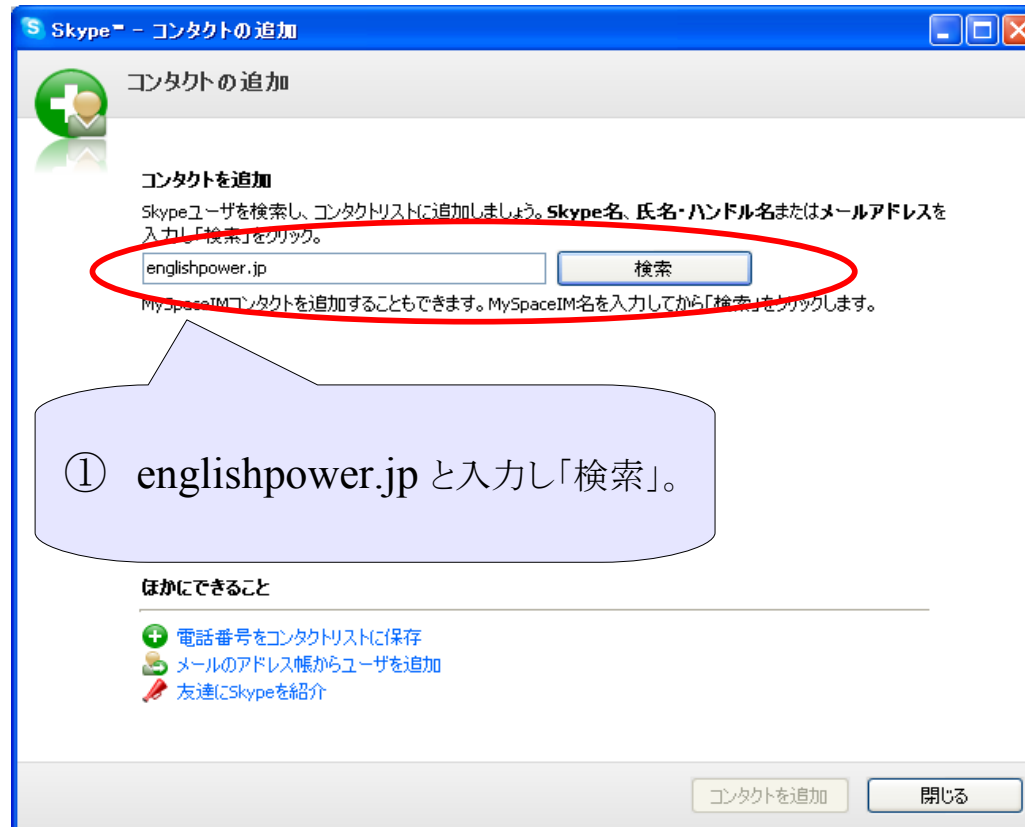 Skype™ - コンタクトの追加
コンタクトの追加
コンタクトを追加
Skypeユーザを検索し、コンタクトリストに追加しましょう。Skype名、氏名・ハンドル名またはメールアドレスを
入力し「検索」をクリック。
englishpower.jp 検索
MySpaceIMコンタクトを追加することもできます。MySpaceIM名を入力してから「検索」をクリックします。
① englishpower.jp と入力し「検索」。
ほかにできること
電話番号をコンタクトリストに保存
メールのアドレス帳からユーザを追加
友達にSkypeを紹介
コンタクトを追加 閉じる